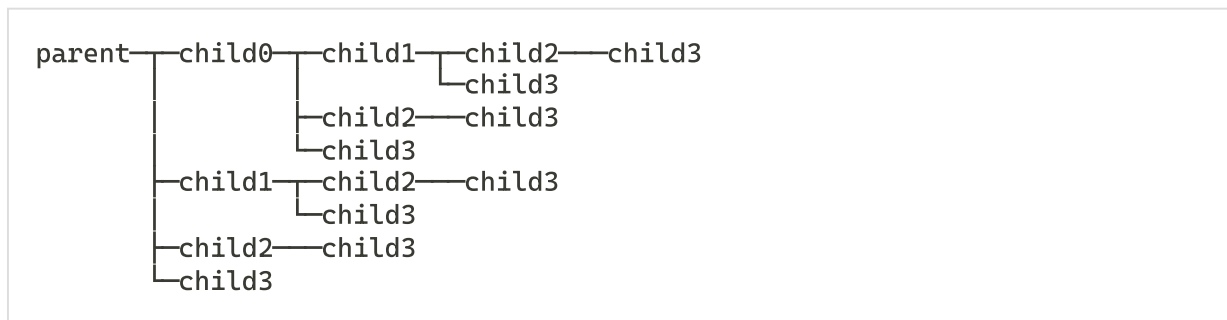 parent─┬─child0─┬─child1─┬─child2───child3
       │        │        └─child3
       │        ├─child2───child3
       │        └─child3
       ├─child1─┬─child2───child3
       │        └─child3
       ├─child2───child3
       └─child3